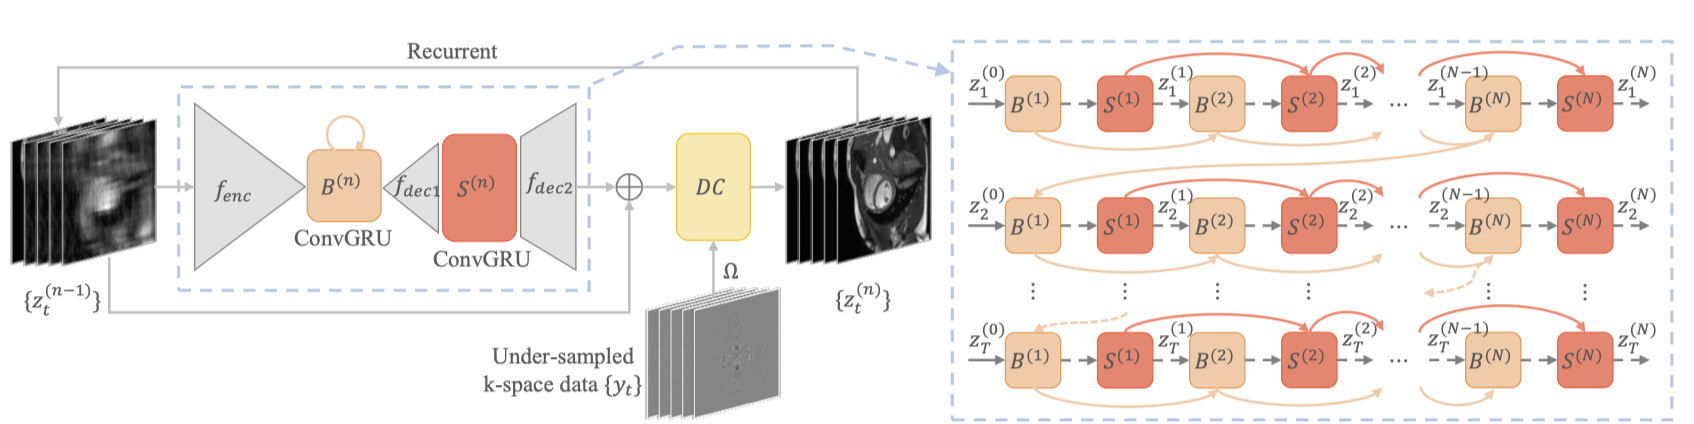 Recurrent
f_{enc}
B^{(n)}
ConvGRU
f_{dec1}
S^{(n)}
ConvGRU
f_{dec2}
DC
Ω
{z_t^{(n-1)}}
{z_t^{(n)}}
Under-sampled
k-space data {y_t}
z_1^{(0)} B^{(1)} S^{(1)} z_1^{(1)} B^{(2)} S^{(2)} z_1^{(2)} ... z_1^{(N-1)} B^{(N)} S^{(N)} z_1^{(N)}
z_2^{(0)} B^{(1)} S^{(1)} z_2^{(1)} B^{(2)} S^{(2)} z_2^{(2)} ... z_2^{(N-1)} B^{(N)} S^{(N)} z_2^{(N)}
⋮ ⋮ ⋮ ⋮ ⋮ ⋮ ⋮
z_T^{(0)} B^{(1)} S^{(1)} z_T^{(1)} B^{(2)} S^{(2)} z_T^{(2)} ... z_T^{(N-1)} B^{(N)} S^{(N)} z_T^{(N)}